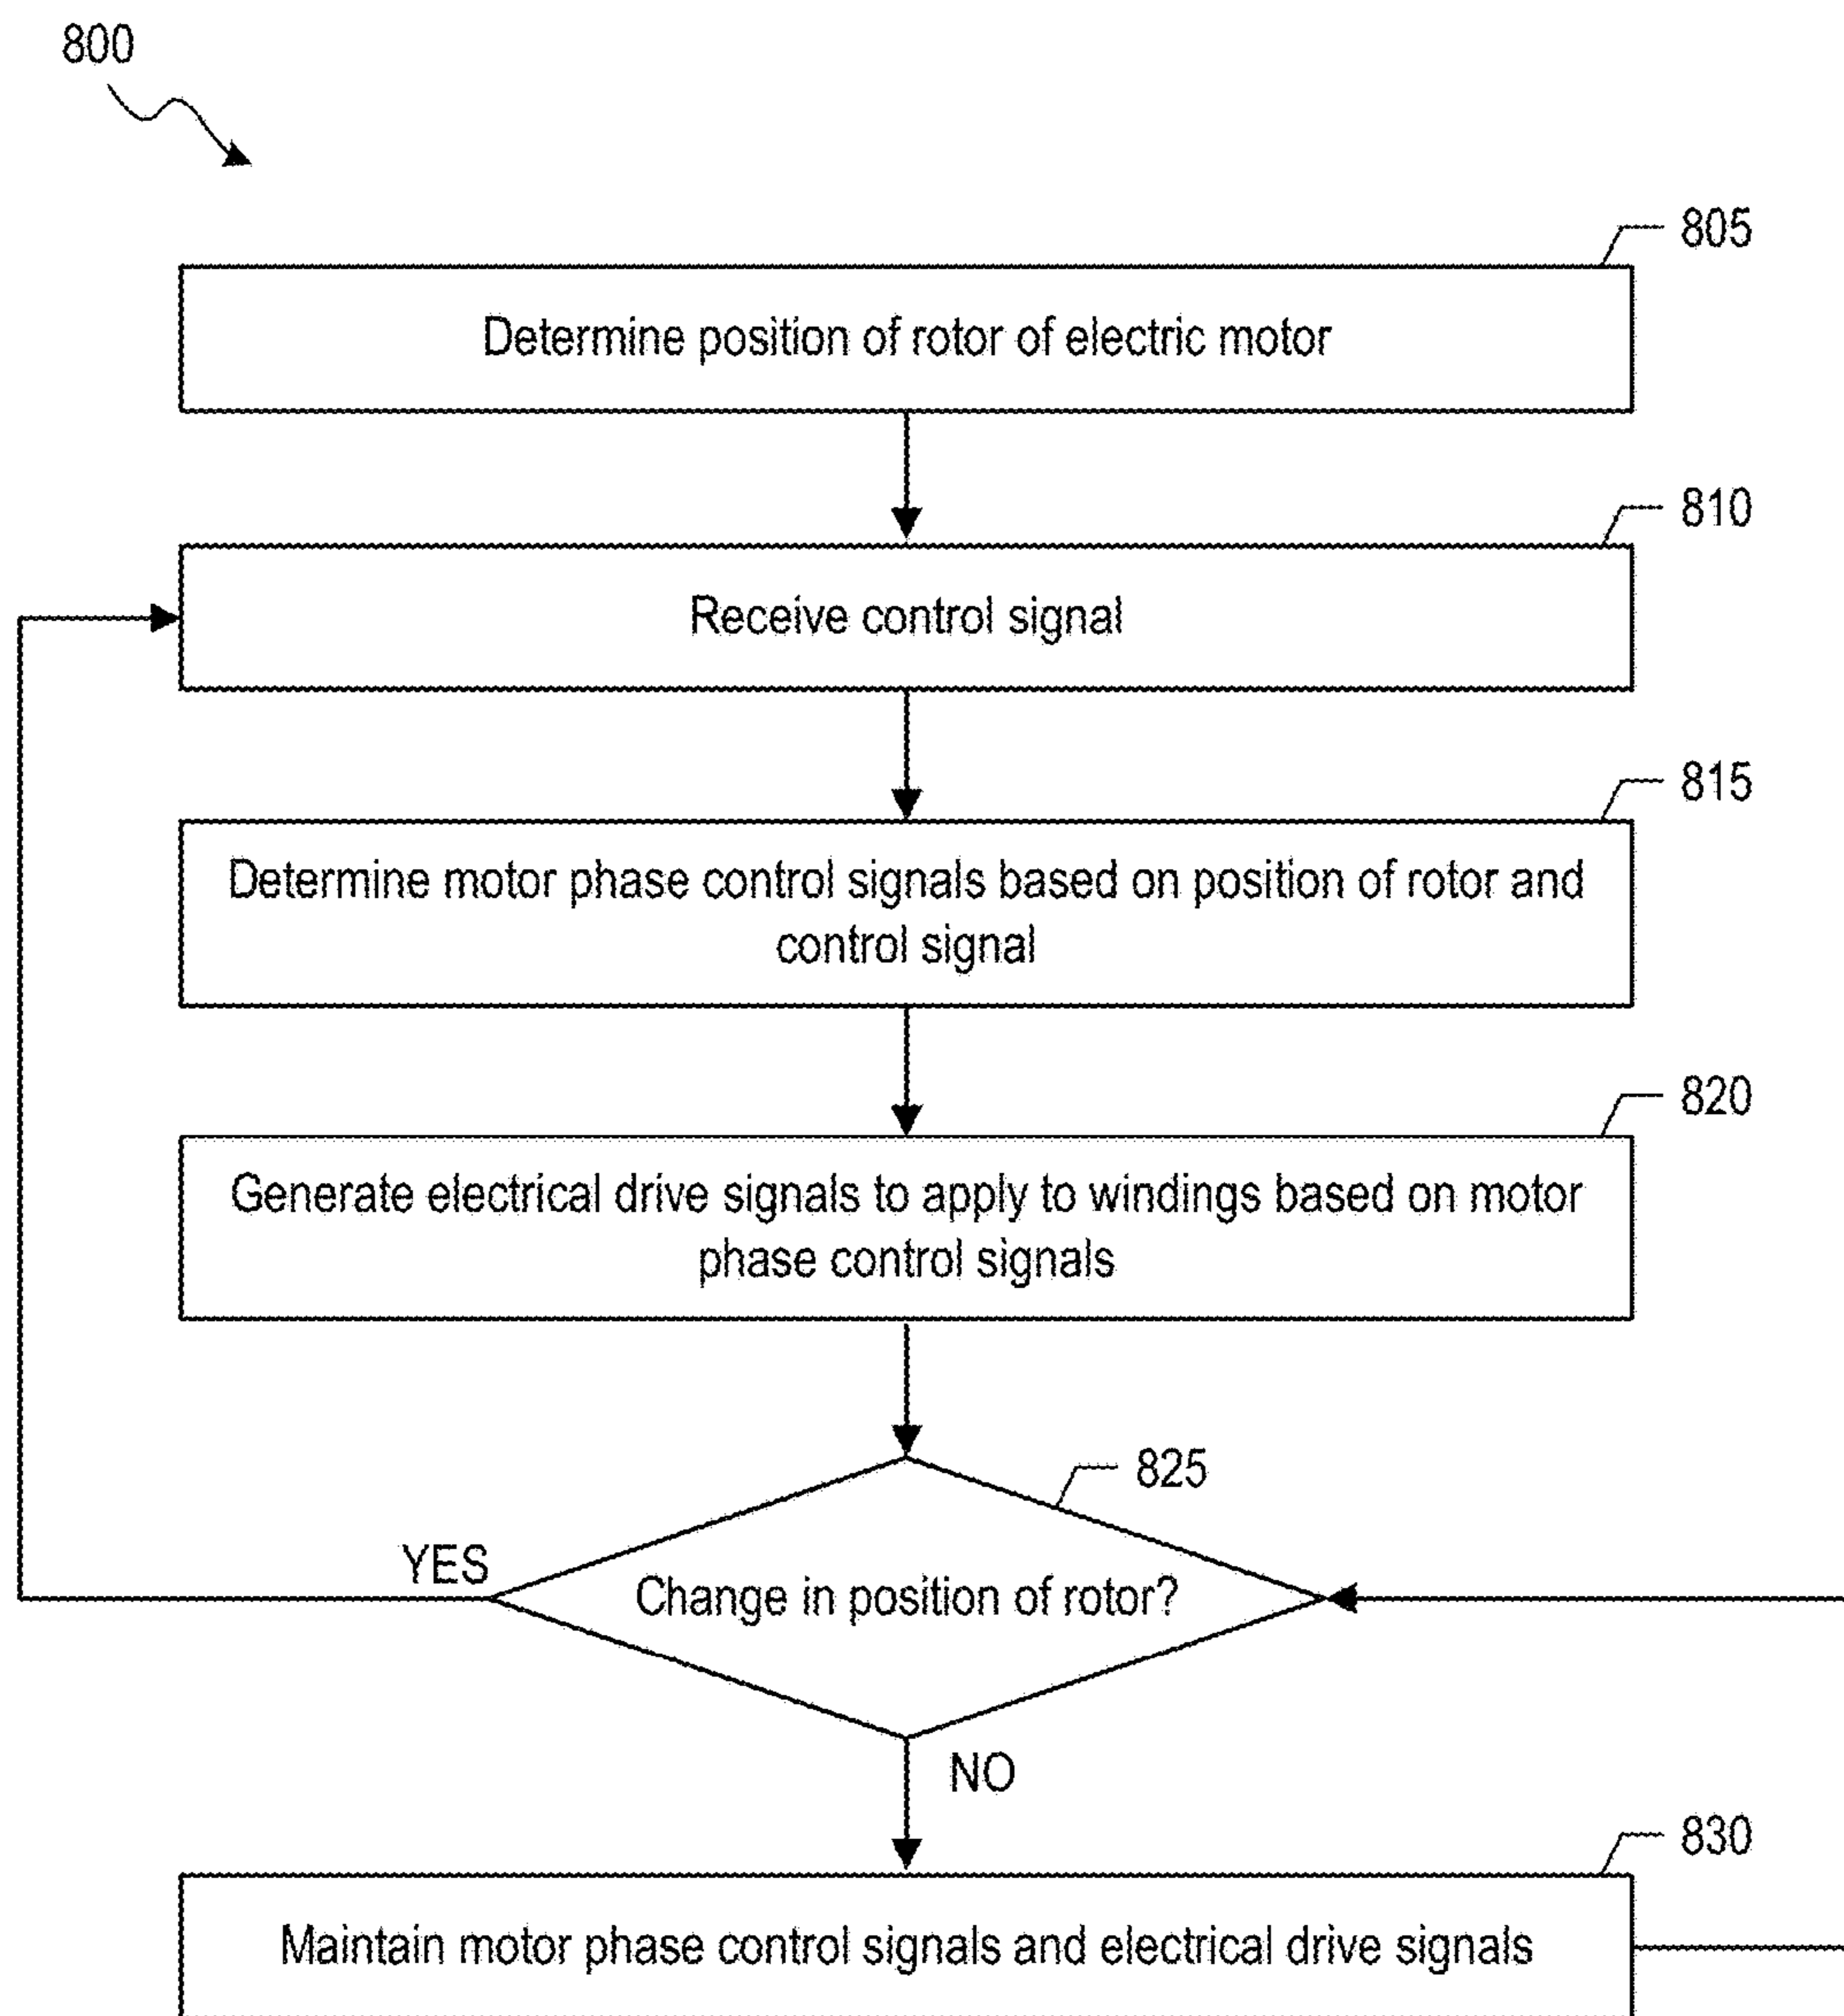 800
805
Determine position of rotor of electric motor
810
Receive control signal
815
Determine motor phase control signals based on position of rotor and
control signal
820
Generate electrical drive signals to apply to windings based on motor
phase control signals
825
YES
Change in position of rotor?
NO
830
Maintain motor phase control signals and electrical drive signals